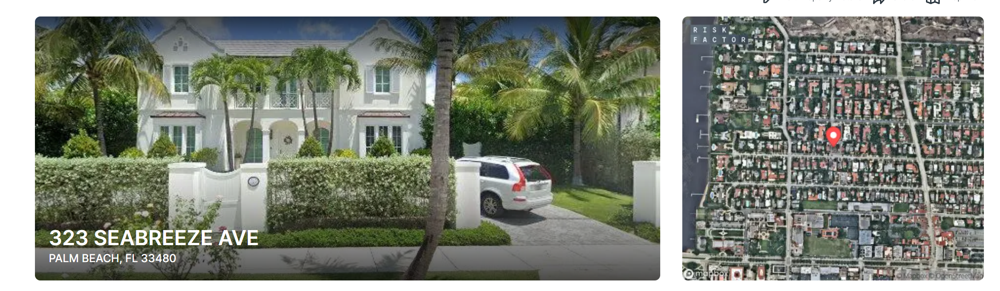 RISK
FACTOR
323 SEABREEZE AVE
PALM BEACH, FL 33480
mapbox
© Mapbox © OpenStreetMap